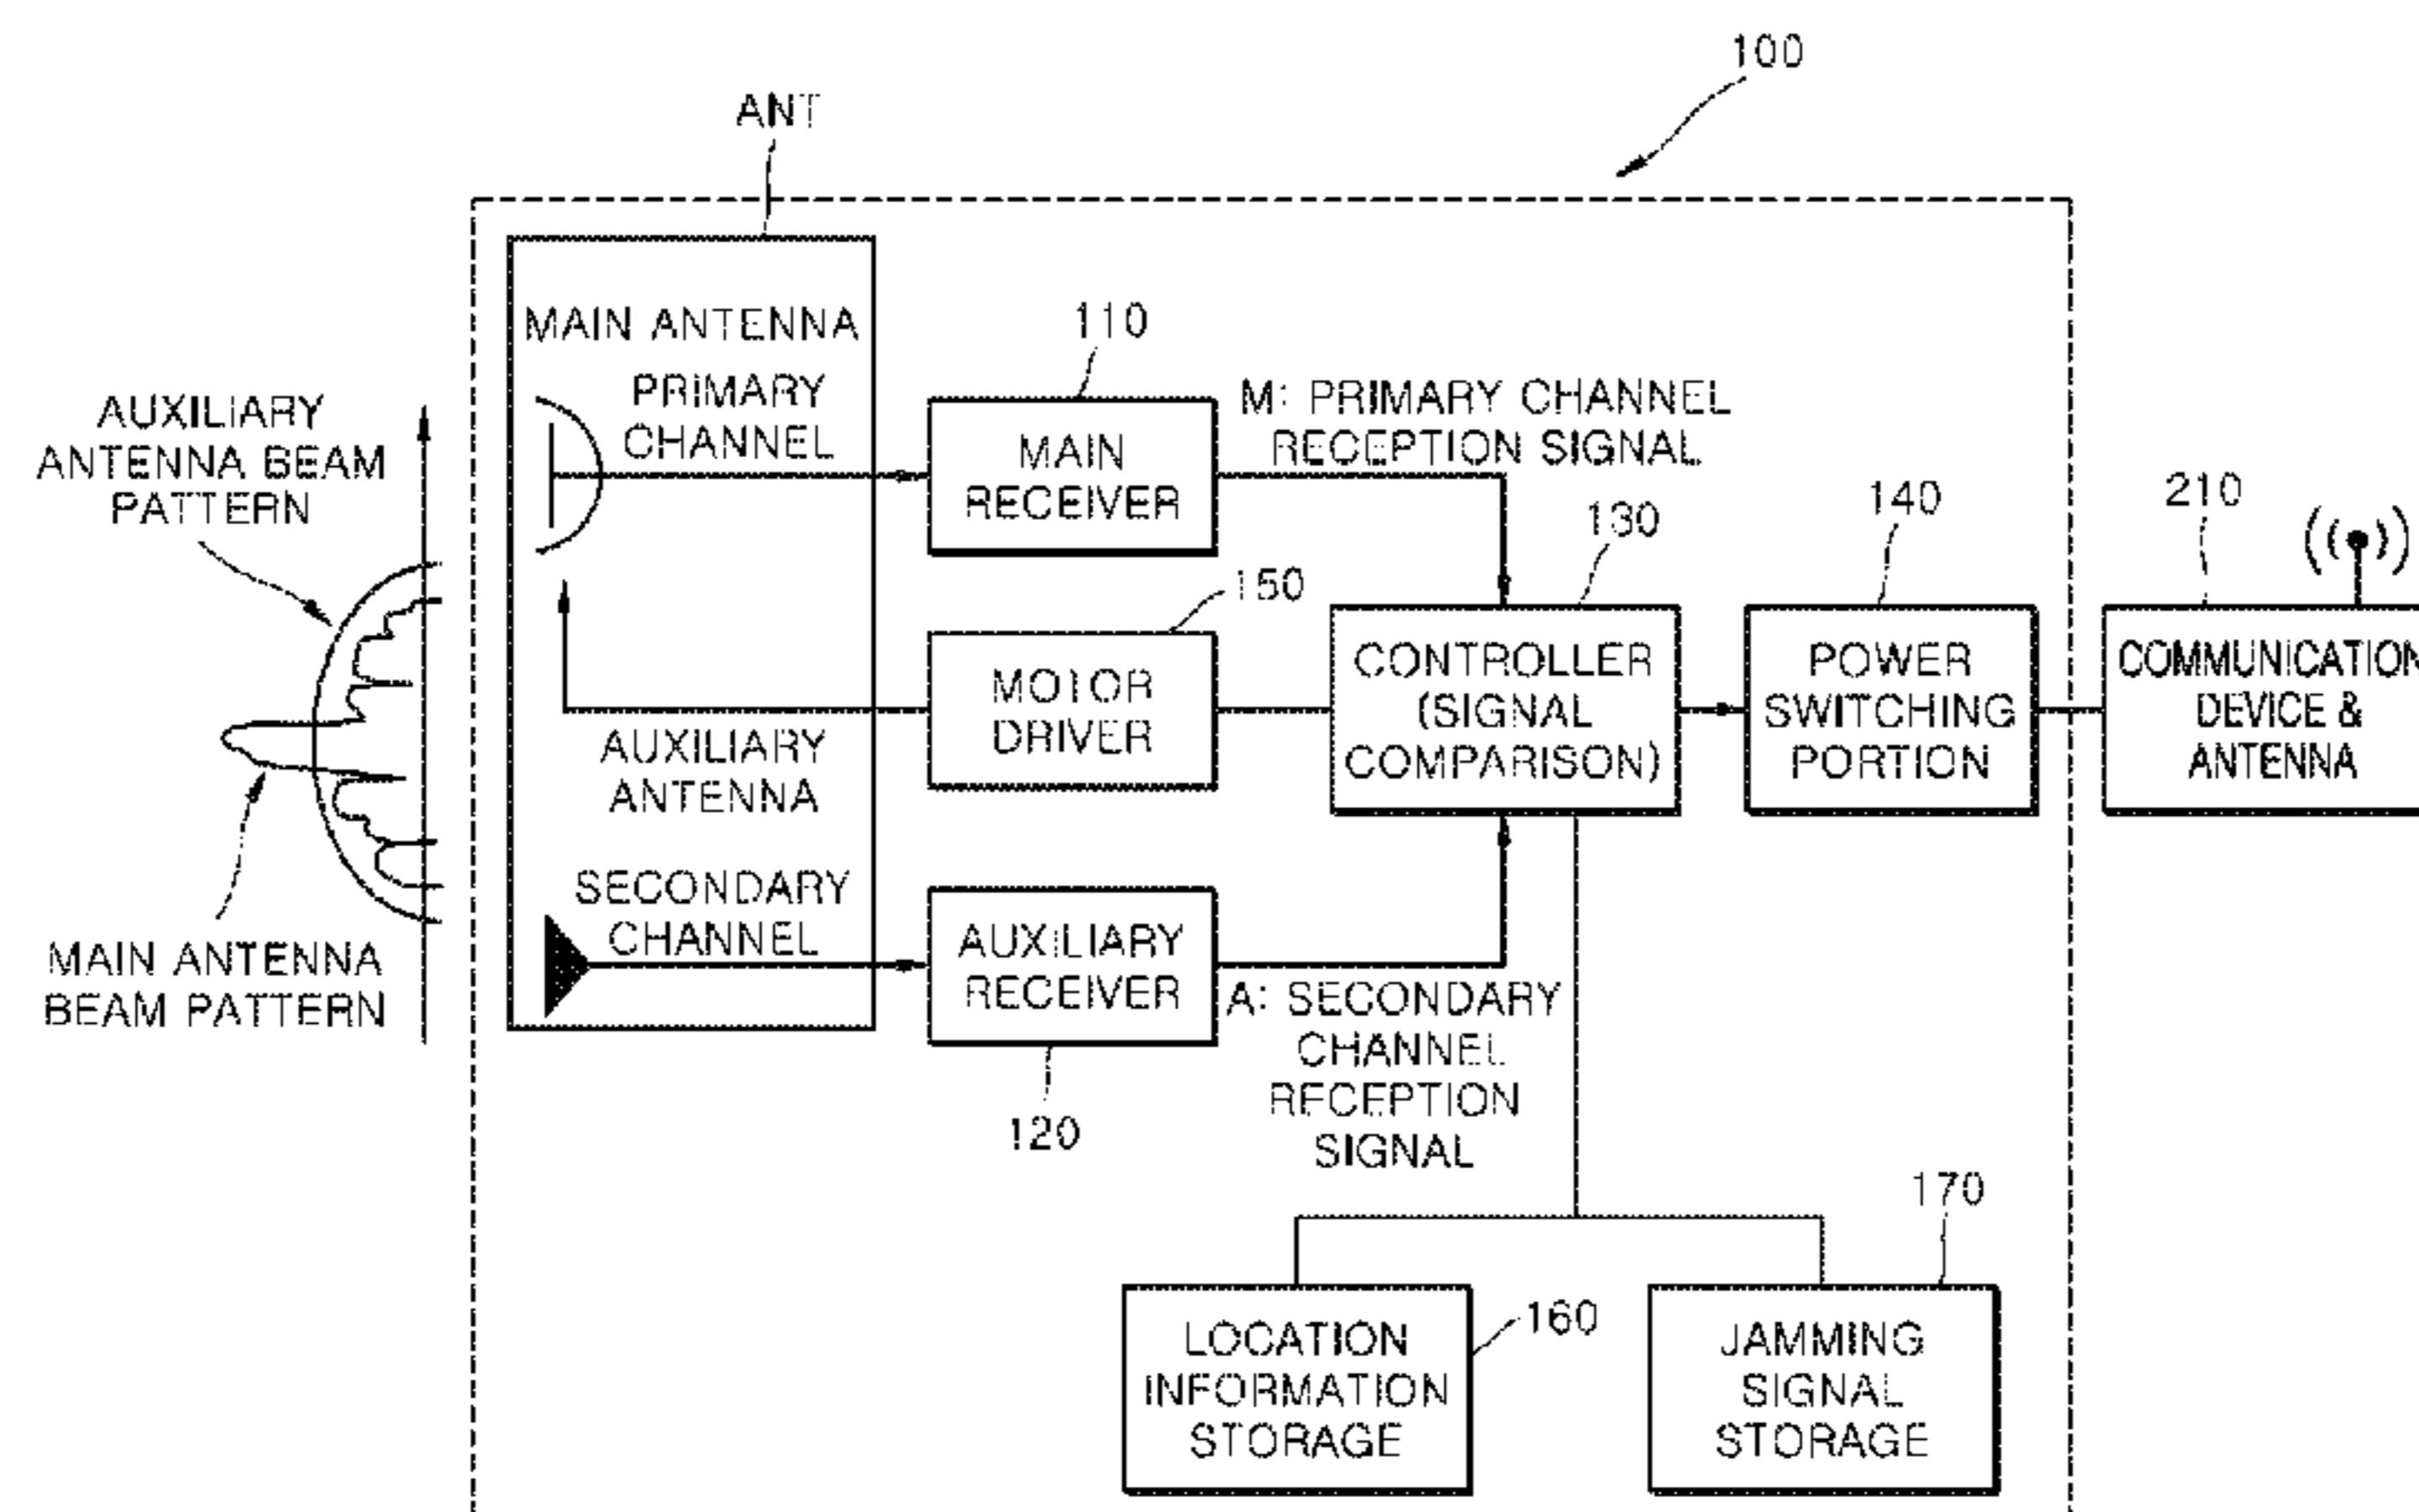 100
ANT
MAIN ANTENNA
PRIMARY
CHANNEL
110
MAIN
RECEIVER
M: PRIMARY CHANNEL
RECEPTION SIGNAL
AUXILIARY
ANTENNA BEAM
PATTERN
130
140
210
150
MOTOR
DRIVER
CONTROLLER
(SIGNAL
COMPARISON)
POWER
SWITCHING
PORTION
COMMUNICATION
DEVICE &
ANTENNA
AUXILIARY
ANTENNA
SECONDARY
CHANNEL
AUXILIARY
RECEIVER
MAIN ANTENNA
BEAM PATTERN
A: SECONDARY
CHANNEL
RECEPTION
SIGNAL
120
170
LOCATION
INFORMATION
STORAGE
160
JAMMING
SIGNAL
STORAGE